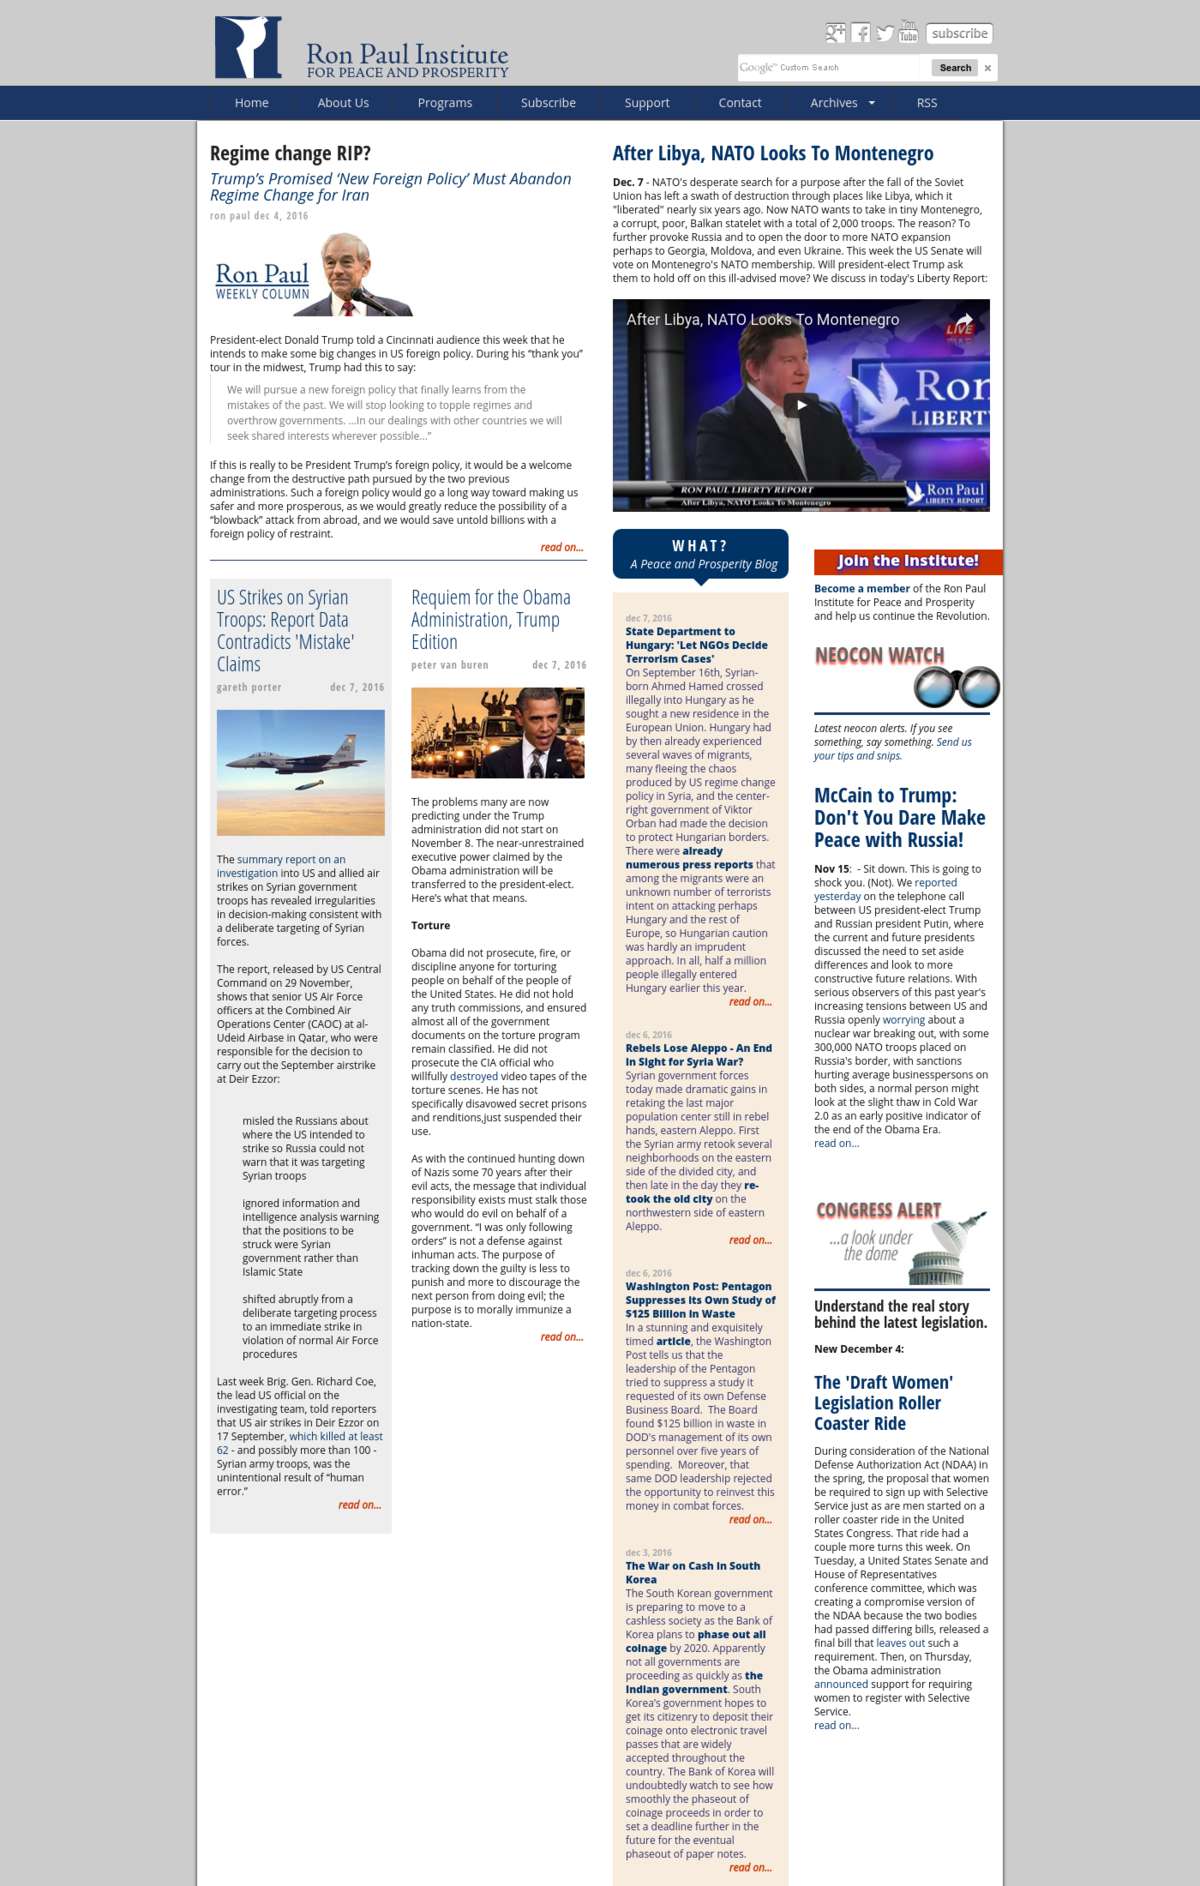 Ron Paul Institute
FOR PEACE AND PROSPERITY
You
Tube
subscribe
Google™ Custom Search
Search
×
Home
About Us
Programs
Subscribe
Support
Contact
Archives
RSS
Regime change RIP?
Trump's Promised 'New Foreign Policy' Must Abandon
Regime Change for Iran
ron paul dec 4, 2016
Ron Paul
WEEKLY COLUMN
President-elect Donald Trump told a Cincinnati audience this week that he
intends to make some big changes in US foreign policy. During his "thank you"
tour in the midwest, Trump had this to say:
We will pursue a new foreign policy that finally learns from the
mistakes of the past. We will stop looking to topple regimes and
overthrow governments. ...In our dealings with other countries we will
seek shared interests wherever possible..."
If this is really to be President Trump's foreign policy, it would be a welcome
change from the destructive path pursued by the two previous
administrations. Such a foreign policy would go a long way toward making us
safer and more prosperous, as we would greatly reduce the possibility of a
"blowback" attack from abroad, and we would save untold billions with a
foreign policy of restraint.
read on...
US Strikes on Syrian
Troops: Report Data
Contradicts 'Mistake'
Claims
gareth porter dec 7, 2016
The summary report on an
investigation into US and allied air
strikes on Syrian government
troops has revealed irregularities
in decision-making consistent with
a deliberate targeting of Syrian
forces.
The report, released by US Central
Command on 29 November,
shows that senior US Air Force
officers at the Combined Air
Operations Center (CAOC) at al-
Udeid Airbase in Qatar, who were
responsible for the decision to
carry out the September airstrike
at Deir Ezzor:
misled the Russians about
where the US intended to
strike so Russia could not
warn that it was targeting
Syrian troops
ignored information and
intelligence analysis warning
that the positions to be
struck were Syrian
government rather than
Islamic State
shifted abruptly from a
deliberate targeting process
to an immediate strike in
violation of normal Air Force
procedures
Last week Brig. Gen. Richard Coe,
the lead US official on the
investigating team, told reporters
that US air strikes in Deir Ezzor on
17 September, which killed at least
62 - and possibly more than 100 -
Syrian army troops, was the
unintentional result of "human
error."
read on...
Requiem for the Obama
Administration, Trump
Edition
peter van buren dec 7, 2016
The problems many are now
predicting under the Trump
administration did not start on
November 8. The near-unrestrained
executive power claimed by the
Obama administration will be
transferred to the president-elect.
Here's what that means.
Torture
Obama did not prosecute, fire, or
discipline anyone for torturing
people on behalf of the people of
the United States. He did not hold
any truth commissions, and ensured
almost all of the government
documents on the torture program
remain classified. He did not
prosecute the CIA official who
willfully destroyed video tapes of the
torture scenes. He has not
specifically disavowed secret prisons
and renditions,just suspended their
use.
As with the continued hunting down
of Nazis some 70 years after their
evil acts, the message that individual
responsibility exists must stalk those
who would do evil on behalf of a
government. "I was only following
orders" is not a defense against
inhuman acts. The purpose of
tracking down the guilty is less to
punish and more to discourage the
next person from doing evil; the
purpose is to morally immunize a
nation-state.
read on...
After Libya, NATO Looks To Montenegro
Dec. 7 - NATO's desperate search for a purpose after the fall of the Soviet
Union has left a swath of destruction through places like Libya, which it
"liberated" nearly six years ago. Now NATO wants to take in tiny Montenegro,
a corrupt, poor, Balkan statelet with a total of 2,000 troops. The reason? To
further provoke Russia and to open the door to more NATO expansion
perhaps to Georgia, Moldova, and even Ukraine. This week the US Senate will
vote on Montenegro's NATO membership. Will president-elect Trump ask
them to hold off on this ill-advised move? We discuss in today's Liberty Report:
After Libya, NATO Looks To Montenegro
LIVE
Ron
LIBERTY
RON PAUL LIBERTY REPORT
After Libya, NATO Looks To Montenegro
Ron Paul
LIBERTY REPORT
WHAT?
A Peace and Prosperity Blog
dec 7, 2016
State Department to
Hungary: 'Let NGOs Decide
Terrorism Cases'
On September 16th, Syrian-
born Ahmed Hamed crossed
illegally into Hungary as he
sought a new residence in the
European Union. Hungary had
by then already experienced
several waves of migrants,
many fleeing the chaos
produced by US regime change
policy in Syria, and the center-
right government of Viktor
Orban had made the decision
to protect Hungarian borders.
There were already
numerous press reports that
among the migrants were an
unknown number of terrorists
intent on attacking perhaps
Hungary and the rest of
Europe, so Hungarian caution
was hardly an imprudent
approach. In all, half a million
people illegally entered
Hungary earlier this year.
read on...
dec 6, 2016
Rebels Lose Aleppo - An End
in Sight for Syria War?
Syrian government forces
today made dramatic gains in
retaking the last major
population center still in rebel
hands, eastern Aleppo. First
the Syrian army retook several
neighborhoods on the eastern
side of the divided city, and
then late in the day they re-
took the old city on the
northwestern side of eastern
Aleppo.
read on...
dec 6, 2016
Washington Post: Pentagon
Suppresses its Own Study of
$125 Billion in Waste
In a stunning and exquisitely
timed article, the Washington
Post tells us that the
leadership of the Pentagon
tried to suppress a study it
requested of its own Defense
Business Board. The Board
found $125 billion in waste in
DOD's management of its own
personnel over five years of
spending. Moreover, that
same DOD leadership rejected
the opportunity to reinvest this
money in combat forces.
read on...
dec 3, 2016
The War on Cash in South
Korea
The South Korean government
is preparing to move to a
cashless society as the Bank of
Korea plans to phase out all
coinage by 2020. Apparently
not all governments are
proceeding as quickly as the
Indian government. South
Korea's government hopes to
get its citizenry to deposit their
coinage onto electronic travel
passes that are widely
accepted throughout the
country. The Bank of Korea will
undoubtedly watch to see how
smoothly the phaseout of
coinage proceeds in order to
set a deadline further in the
future for the eventual
phaseout of paper notes.
read on...
Join the Institute!
Become a member of the Ron Paul
Institute for Peace and Prosperity
and help us continue the Revolution.
NEOCON WATCH
Latest neocon alerts. If you see
something, say something. Send us
your tips and snips.
McCain to Trump:
Don't You Dare Make
Peace with Russia!
Nov 15: - Sit down. This is going to
shock you. (Not). We reported
yesterday on the telephone call
between US president-elect Trump
and Russian president Putin, where
the current and future presidents
discussed the need to set aside
differences and look to more
constructive future relations. With
serious observers of this past year's
increasing tensions between US and
Russia openly worrying about a
nuclear war breaking out, with some
300,000 NATO troops placed on
Russia's border, with sanctions
hurting average businesspersons on
both sides, a normal person might
look at the slight thaw in Cold War
2.0 as an early positive indicator of
the end of the Obama Era.
read on...
CONGRESS ALERT
...a look under
the dome
Understand the real story
behind the latest legislation.
New December 4:
The 'Draft Women'
Legislation Roller
Coaster Ride
During consideration of the National
Defense Authorization Act (NDAA) in
the spring, the proposal that women
be required to sign up with Selective
Service just as are men started on a
roller coaster ride in the United
States Congress. That ride had a
couple more turns this week. On
Tuesday, a United States Senate and
House of Representatives
conference committee, which was
creating a compromise version of
the NDAA because the two bodies
had passed differing bills, released a
final bill that leaves out such a
requirement. Then, on Thursday,
the Obama administration
announced support for requiring
women to register with Selective
Service.
read on...